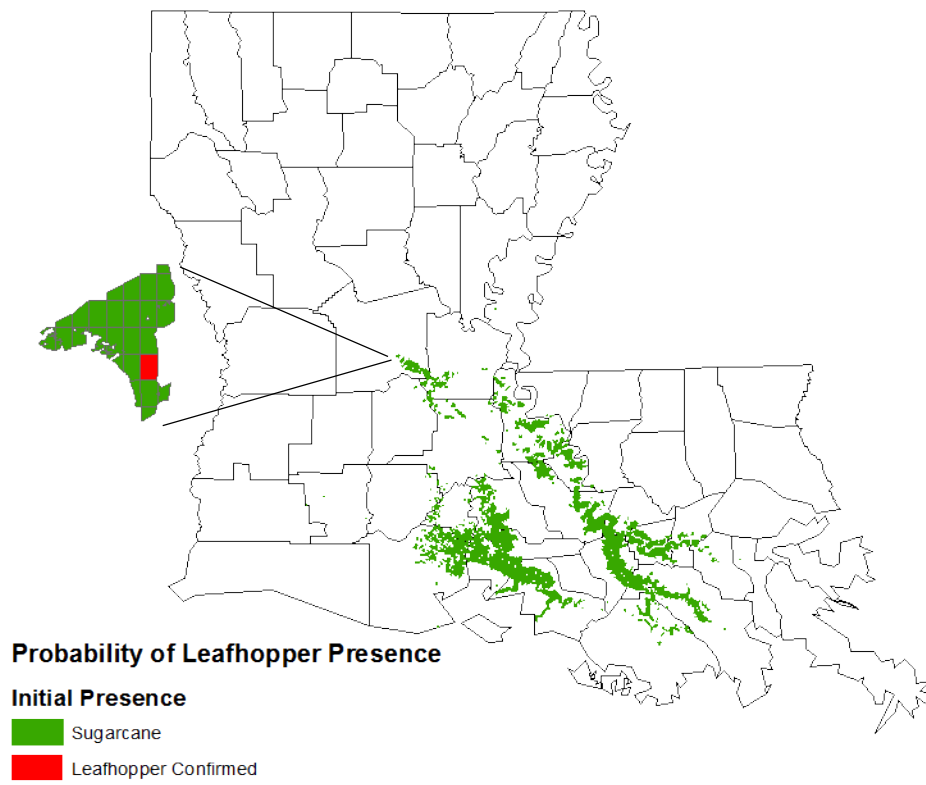 Probability of Leafhopper Presence
Initial Presence
Sugarcane
Leafhopper Confirmed